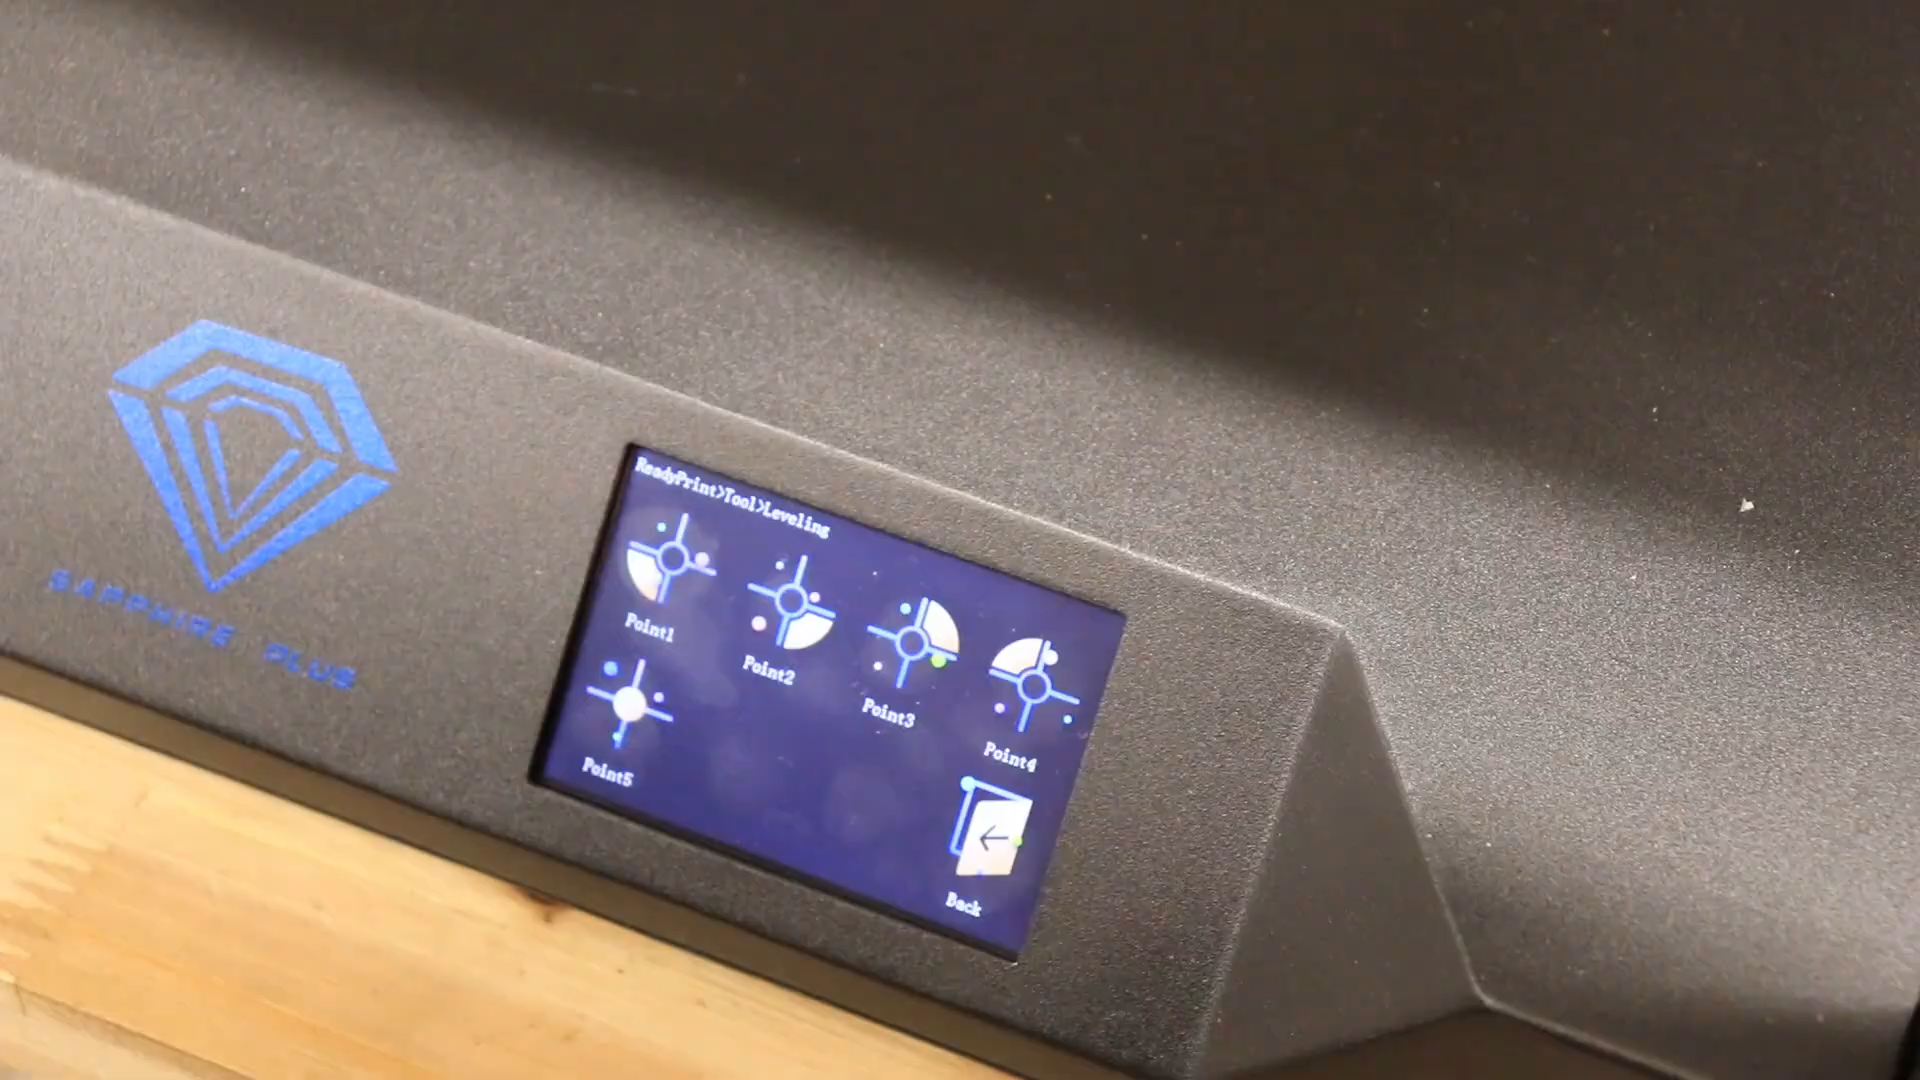 SAPPHIRE PLUS
ReadyPrint>Tool>Leveling
Point1
Point2
Point3
Point4
Point5
Back